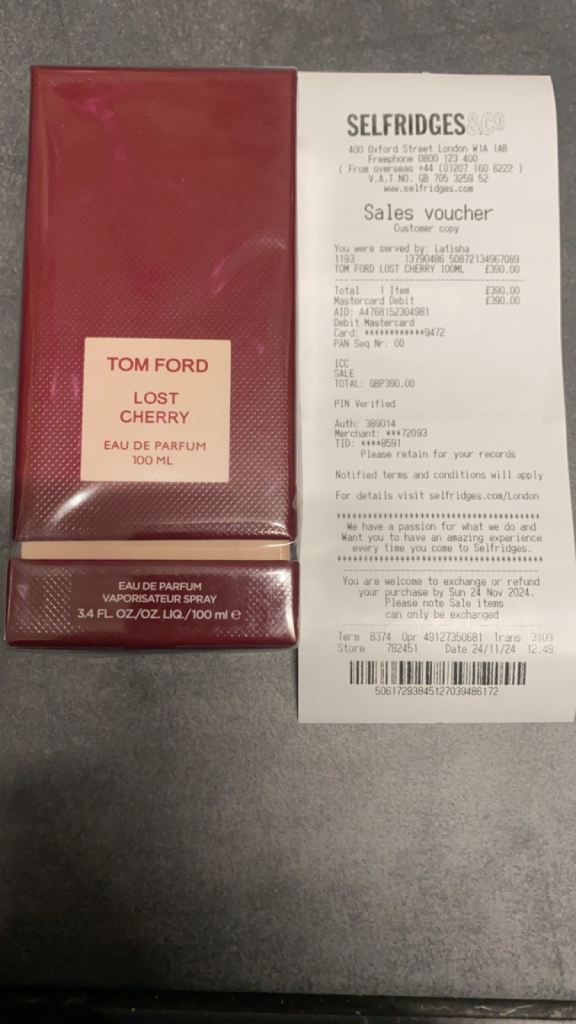 TOM FORD
LOST
CHERRY
EAU DE PARFUM
100 ML
EAU DE PARFUM
VAPORISATEUR SPRAY
3.4 FL. OZ./OZ. LIQ./100 ml ℮
SELFRIDGES&CO
400 Oxford Street London W1A 1AB
Freephone 0800 123 400
( From overseas +44 (0)207 160 6222 )
V.A.T NO. GB 705 3259 52
www.selfridges.com
Sales voucher
Customer copy
You were served by: Latisha
1193 13790486 50872134967089
TOM FORD LOST CHERRY 100ML £390.00
Total 1 Item £390.00
Mastercard Debit £390.00
AID: A4768152304981
Debit Mastercard
Card: ************9472
PAN Seq Nr: 00
ICC
SALE
TOTAL: GBP390.00
PIN Verified
Auth: 389014
Merchant: ***72093
TID: ****8591
Please retain for your records
Notified terms and conditions will apply
For details visit selfridges.com/London
We have a passion for what we do and
Want you to have an amazing experience
every time you come to Selfridges.
You are welcome to exchange or refund
your purchase by Sun 24 Nov 2024.
Please note Sale items
can only be exchanged
Term 8374 Opr 49127350681 Trans 3109
Store 782451 Date 24/11/24 12.49
50617293845127039486172